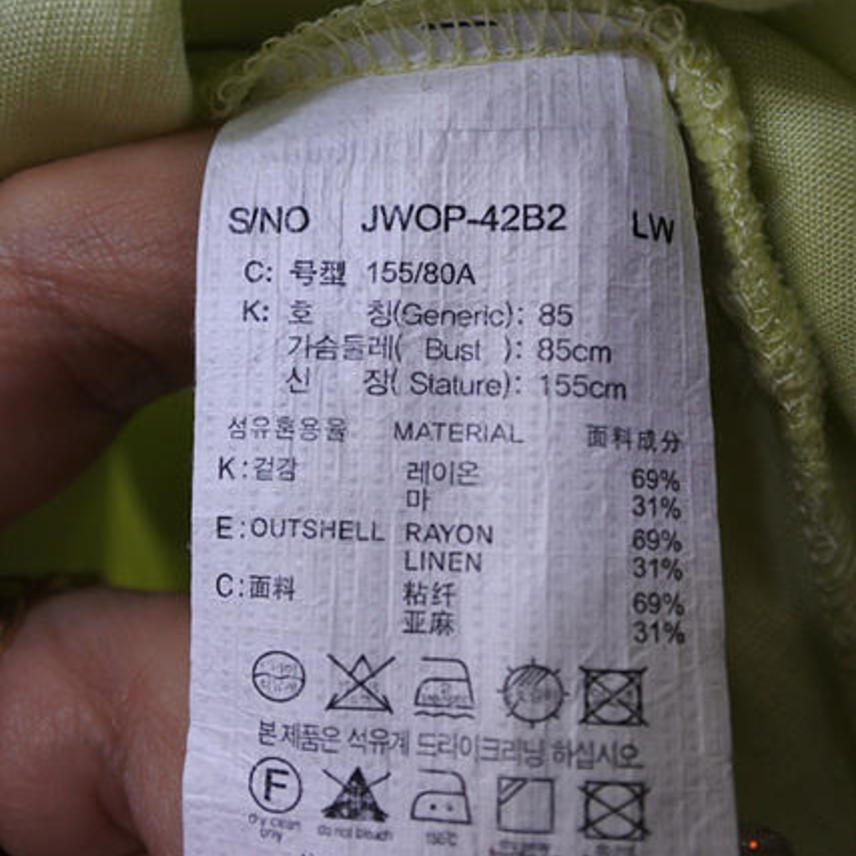 S/NO JWOP-42B2 LW
C: 号型 155/80A
K: 호 칭(Generic): 85
가슴둘레( Bust ): 85cm
신 장( Stature): 155cm
섬유혼용율 MATERIAL 面料成分
K:겉감 레이온 69%
마 31%
E:OUTSHELL RAYON 69%
LINEN 31%
C:面料 粘纤 69%
亚麻 31%
본 제품은 석유계 드라이크리닝 하십시오
F
dry clean only
do not bleach
150℃